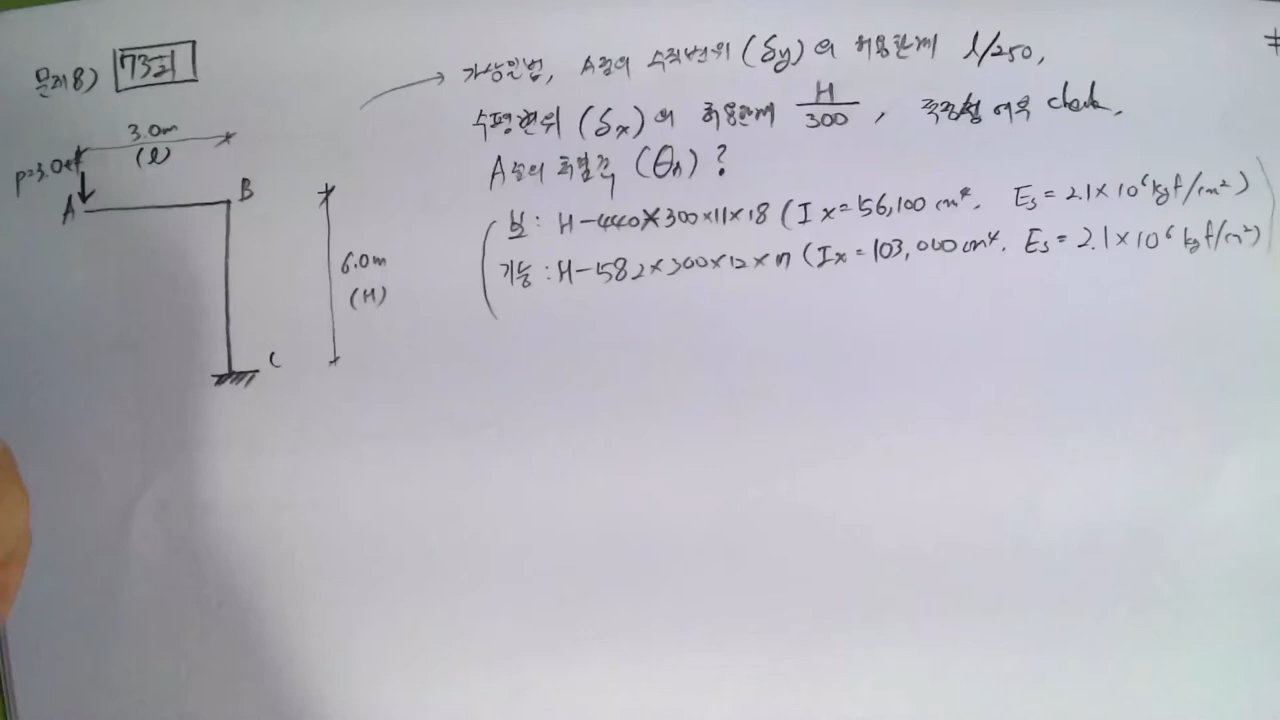 문제8) 73회
가상일법, A점의 수직변위 (δy)의 허용한계 l/250,
수평변위 (δx)의 허용한계 H/300, 적정성 여부 check.
A점의 처짐각 (θA)?
보: H-440×300×11×18 (Ix=56,100 cm⁴. Es=2.1×10⁶kgf/cm²)
기둥: H-582×300×12×17 (Ix=103,000cm⁴. Es=2.1×10⁶kgf/cm²)
3.0m
(l)
P=3.0tf
A
B
6.0m
(H)
C